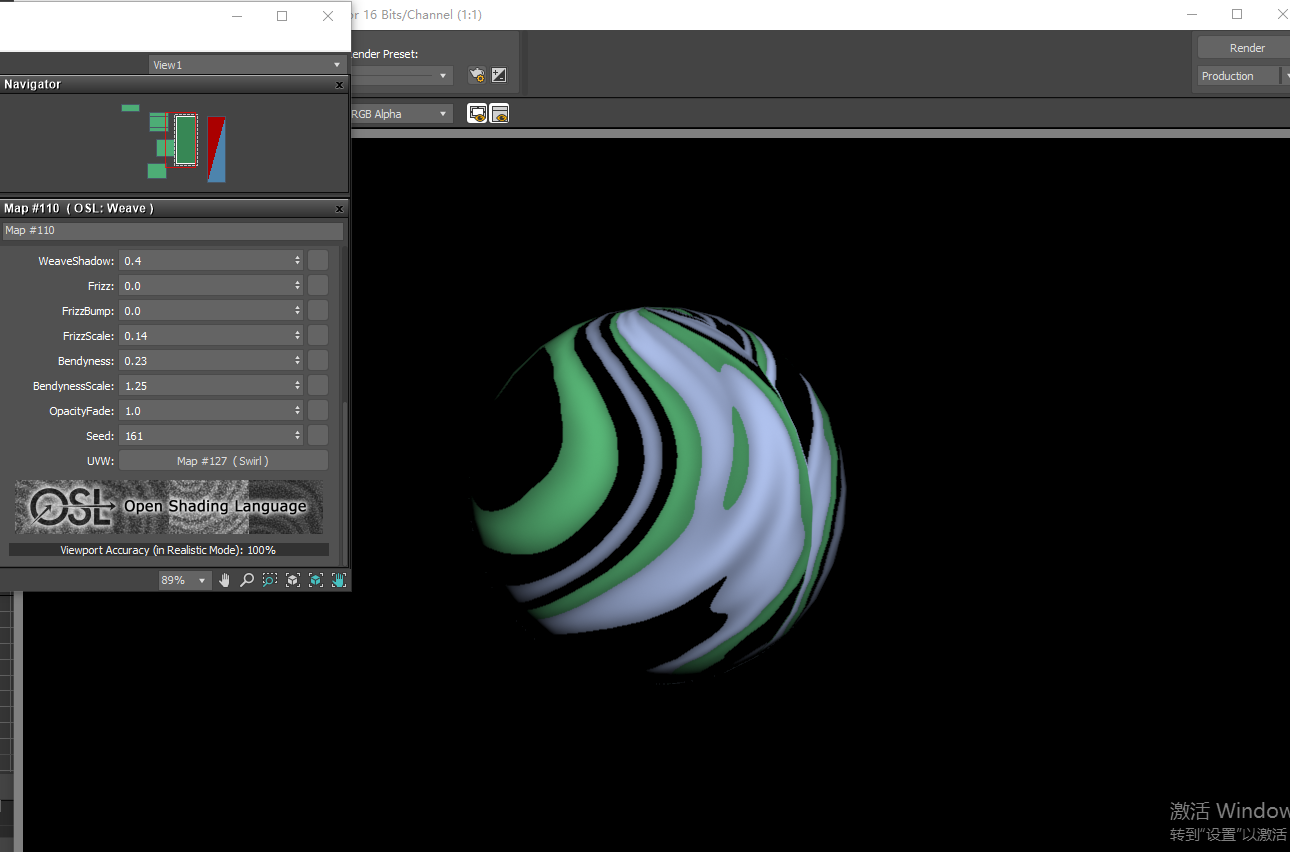 or 16 Bits/Channel (1:1)
ender Preset:
Render
View1
Production
Navigator
RGB Alpha
Map #110 ( OSL: Weave )
Map #110
WeaveShadow: 0.4
Frizz: 0.0
FrizzBump: 0.0
FrizzScale: 0.14
Bendyness: 0.23
BendynessScale: 1.25
OpacityFade: 1.0
Seed: 161
UVW: Map #127 (Swirl)
OSL Open Shading Language
Viewport Accuracy (in Realistic Mode): 100%
89%
激活 Window
转到“设置”以激活